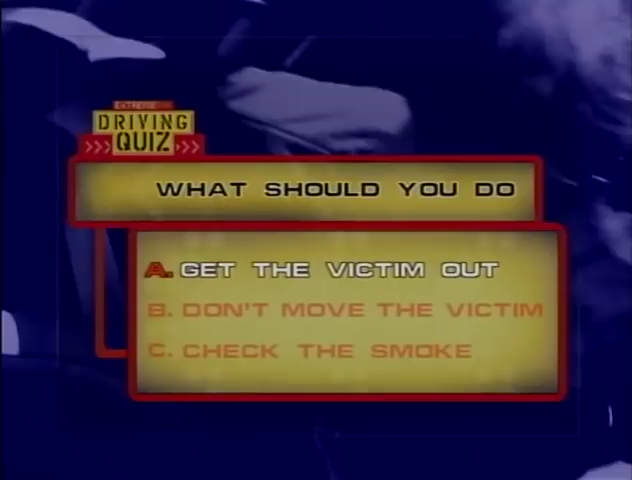 EXTREME
DRIVING
QUIZ
WHAT SHOULD YOU DO
A. GET THE VICTIM OUT
B. DON'T MOVE THE VICTIM
C. CHECK THE SMOKE